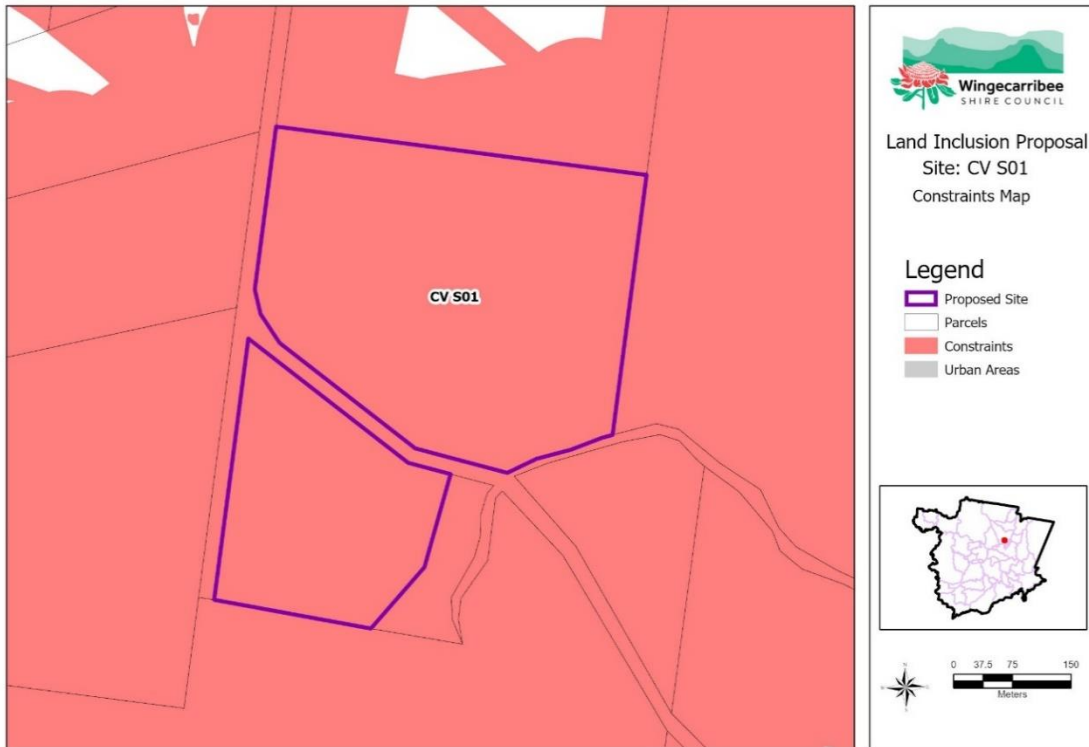 CV S01
Wingecarribee
SHIRE COUNCIL
Land Inclusion Proposal
Site: CV S01
Constraints Map
Legend
Proposed Site
Parcels
Constraints
Urban Areas
N
0 37.5 75 150
Meters